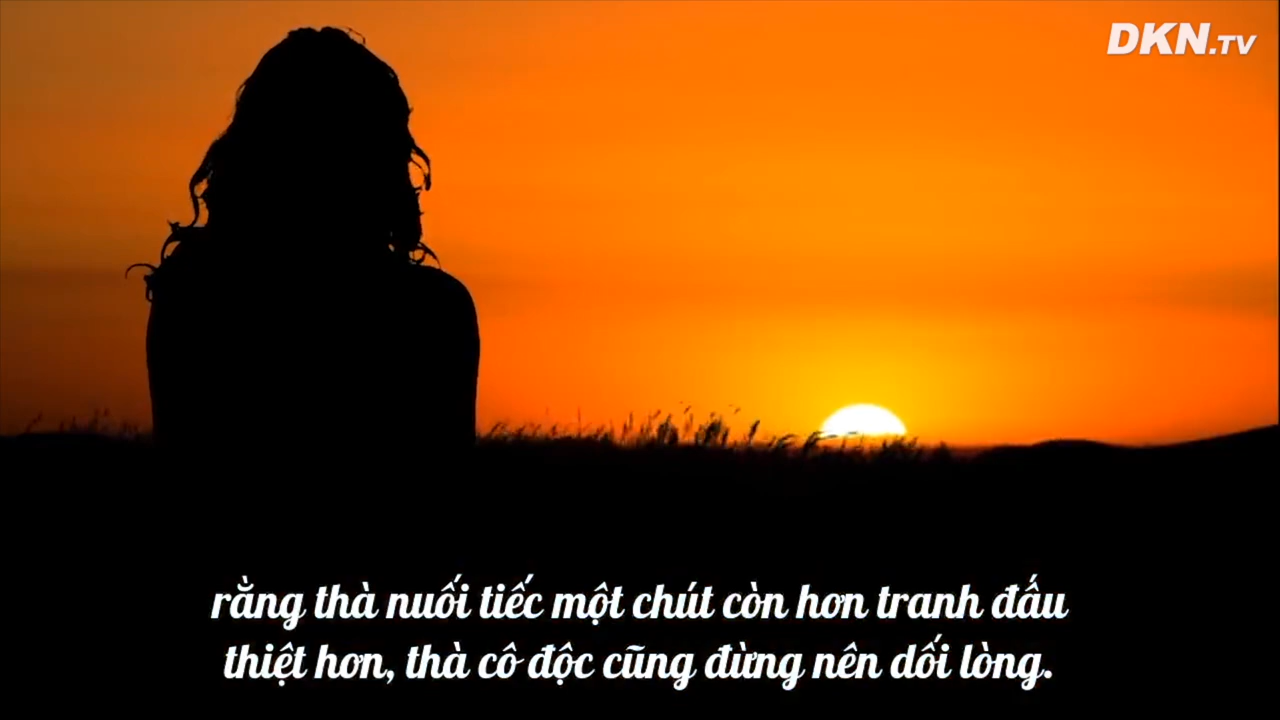 DKN.TV
rằng thà nuối tiếc một chút còn hơn tranh đấu
thiệt hơn, thà cô độc cũng đừng nên dối lòng.